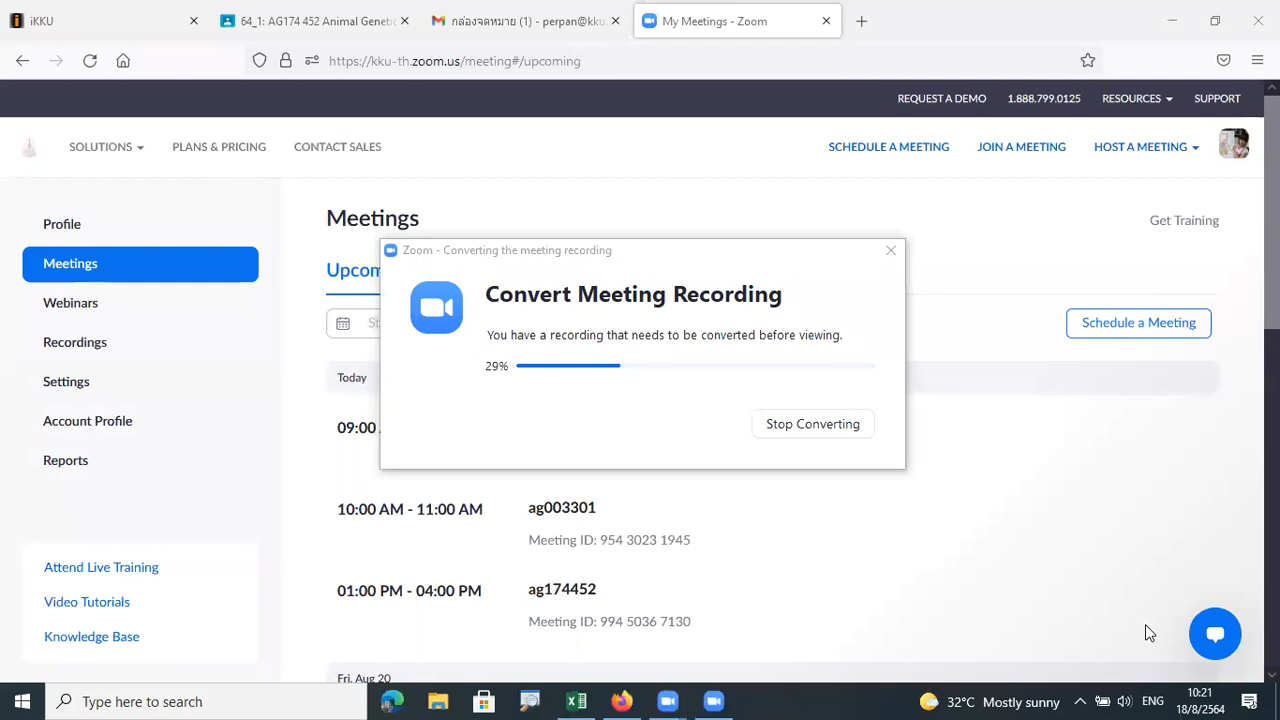 iKKU
64_1: AG174 452 Animal Genetic
กล่องจดหมาย (1) - perpan@kku.
My Meetings - Zoom
https://kku-th.zoom.us/meeting#/upcoming
REQUEST A DEMO 1.888.799.0125 RESOURCES SUPPORT
SOLUTIONS PLANS & PRICING CONTACT SALES SCHEDULE A MEETING JOIN A MEETING HOST A MEETING
Profile
Meetings
Webinars
Recordings
Settings
Account Profile
Reports
Attend Live Training
Video Tutorials
Knowledge Base
Meetings
Get Training
Upcom
St
Schedule a Meeting
Today
Zoom - Converting the meeting recording
Convert Meeting Recording
You have a recording that needs to be converted before viewing.
29%
Stop Converting
09:00
10:00 AM - 11:00 AM ag003301
Meeting ID: 954 3023 1945
01:00 PM - 04:00 PM ag174452
Meeting ID: 994 5036 7130
Fri, Aug 20
Type here to search
32°C Mostly sunny
ENG
10:21
18/8/2564